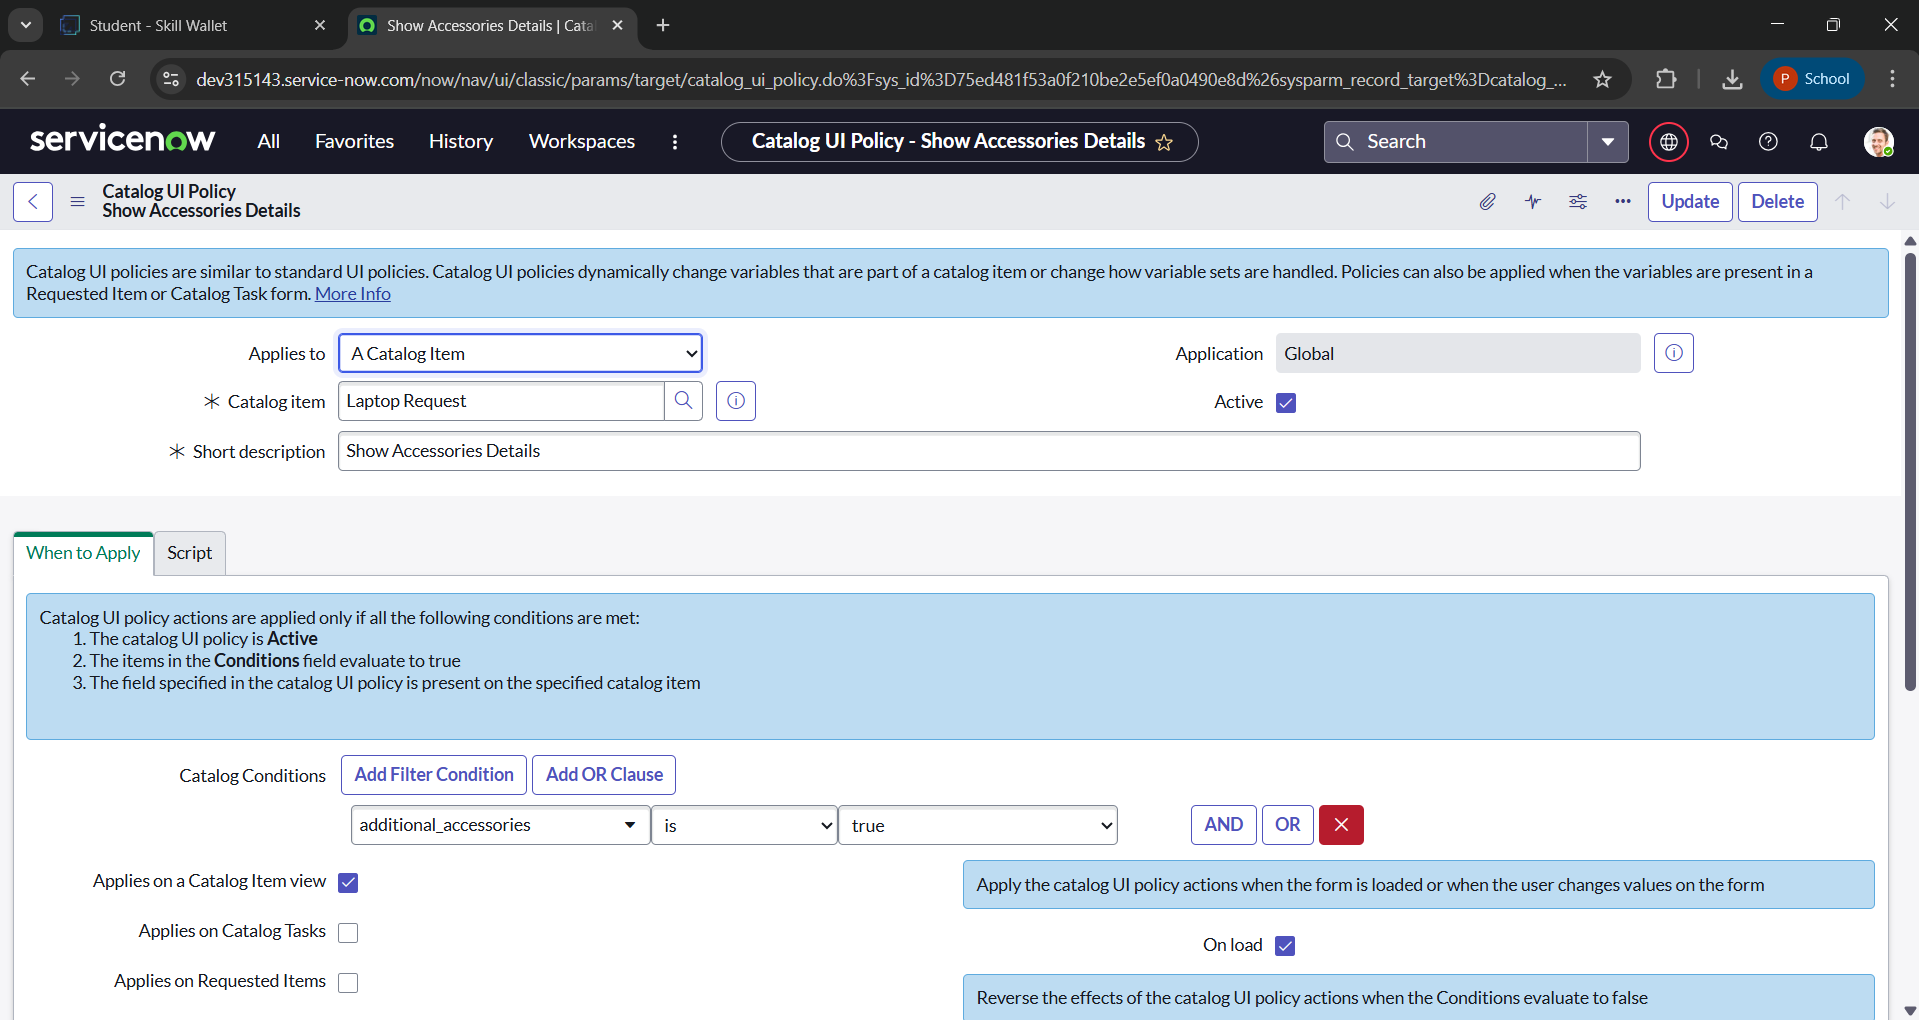 Student - Skill Wallet
Show Accessories Details | Cata
dev315143.service-now.com/now/nav/ui/classic/params/target/catalog_ui_policy.do%3Fsys_id%3D75ed481f53a0f210be2e5ef0a0490e8d%26sysparm_record_target%3Dcatalog_...
P School
servicenow All Favorites History Workspaces Catalog UI Policy - Show Accessories Details Search
Catalog UI Policy
Show Accessories Details
Update Delete
Catalog UI policies are similar to standard UI policies. Catalog UI policies dynamically change variables that are part of a catalog item or change how variable sets are handled. Policies can also be applied when the variables are present in a
Requested Item or Catalog Task form. More Info
Applies to A Catalog Item Application Global
Catalog item Laptop Request Active
Short description Show Accessories Details
When to Apply Script
Catalog UI policy actions are applied only if all the following conditions are met:
1. The catalog UI policy is Active
2. The items in the Conditions field evaluate to true
3. The field specified in the catalog UI policy is present on the specified catalog item
Catalog Conditions Add Filter Condition Add OR Clause
additional_accessories is true AND OR
Applies on a Catalog Item view
Apply the catalog UI policy actions when the form is loaded or when the user changes values on the form
Applies on Catalog Tasks
On load
Applies on Requested Items
Reverse the effects of the catalog UI policy actions when the Conditions evaluate to false